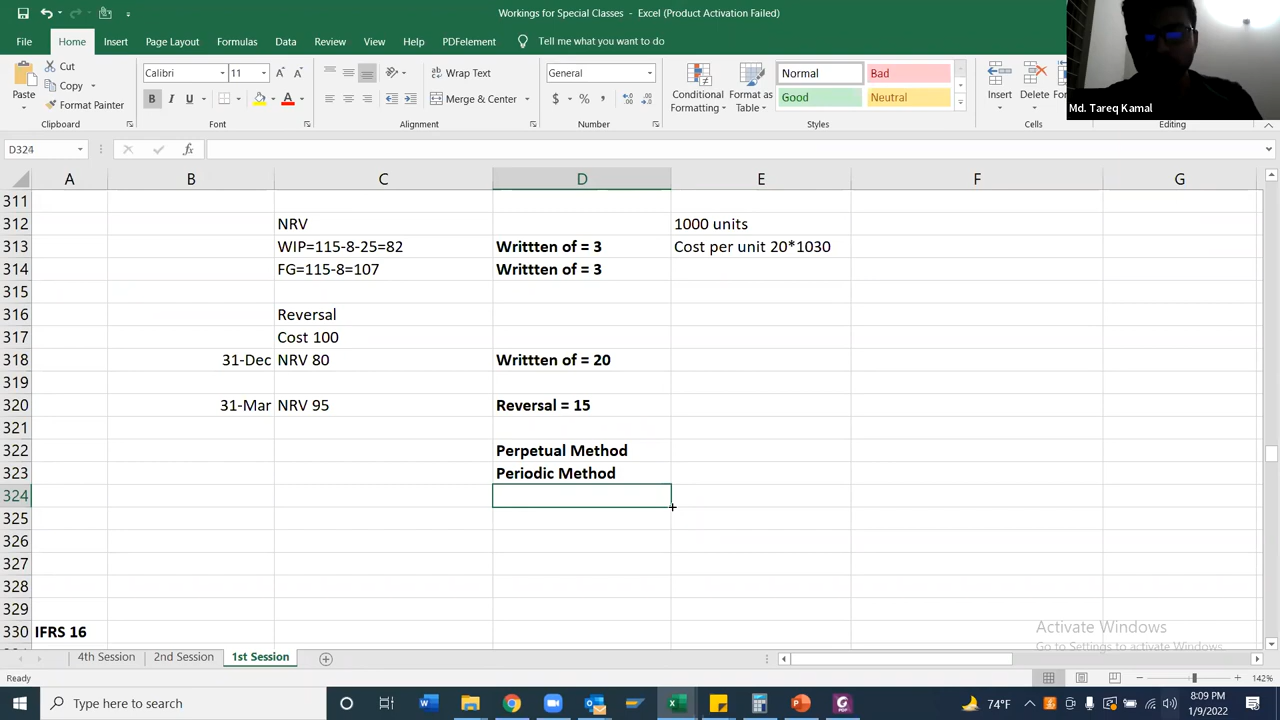 Workings for Special Classes - Excel (Product Activation Failed)
File Home Insert Page Layout Formulas Data Review View Help PDFelement Tell me what you want to do
Paste
Cut
Copy
Format Painter
Clipboard
Calibri 11
B I U
Font
Wrap Text
Merge & Center
Alignment
General
$ % ,
Number
Conditional Formatting
Format as Table
Normal Bad
Good Neutral
Styles
Insert Delete
Cells
Editing
Md. Tareq Kamal
D324 fx
A B C D E F G
311
312 NRV 1000 units
313 WIP=115-8-25=82 Writtten of = 3 Cost per unit 20*1030
314 FG=115-8=107 Writtten of = 3
315
316 Reversal
317 Cost 100
318 31-Dec NRV 80 Writtten of = 20
319
320 31-Mar NRV 95 Reversal = 15
321
322 Perpetual Method
323 Periodic Method
324
325
326
327
328
329
330 IFRS 16
Activate Windows
Go to Settings to activate Windows.
4th Session 2nd Session 1st Session
Ready 142%
Type here to search 74°F 8:09 PM
1/9/2022